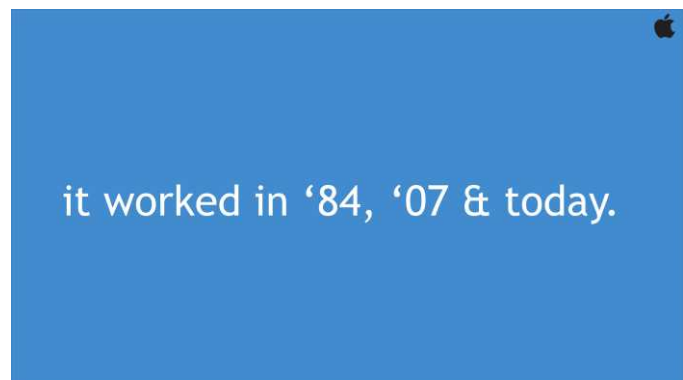 it worked in ‘84, ‘07 & today.